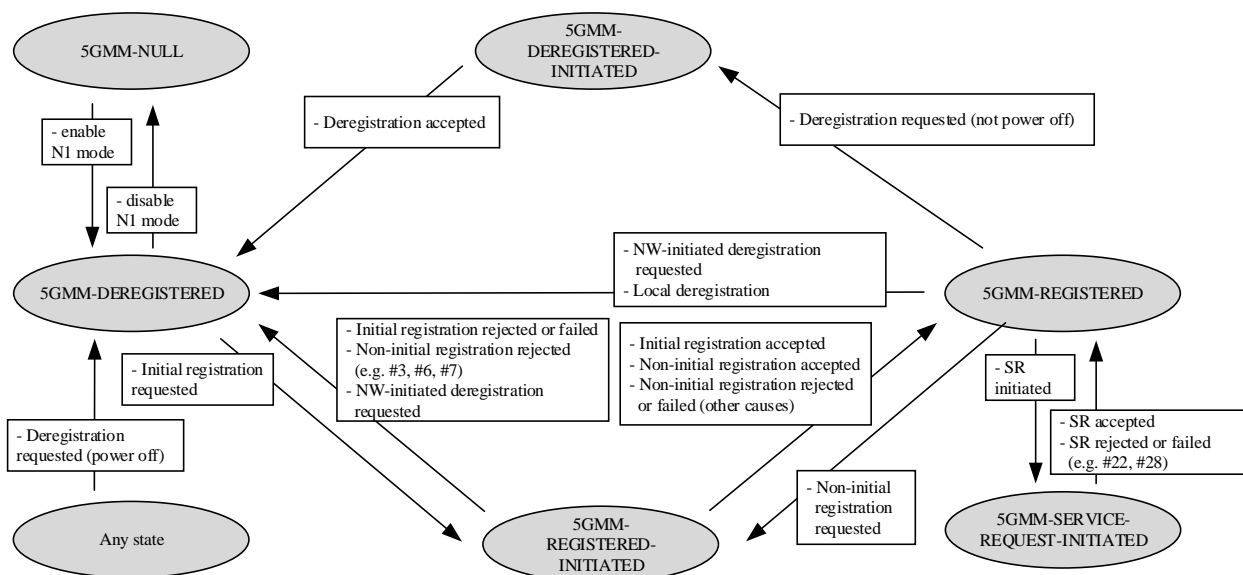 5GMM-NULL
5GMM-
DEREGISTERED-
INITIATED
- enable
N1 mode
- disable
N1 mode
- Deregistration accepted
- Deregistration requested (not power off)
- NW-initiated deregistration
requested
- Local deregistration
5GMM-DEREGISTERED
5GMM-REGISTERED
- Initial registration
requested
- Initial registration rejected or failed
- Non-initial registration rejected
(e.g. #3, #6, #7)
- NW-initiated deregistration
requested
- Initial registration accepted
- Non-initial registration accepted
- Non-initial registration rejected
or failed (other causes)
- SR
initiated
- Deregistration
requested (power off)
- SR accepted
- SR rejected or failed
(e.g. #22, #28)
- Non-initial
registration
requested
Any state
5GMM-
REGISTERED-
INITIATED
5GMM-SERVICE-
REQUEST-INITIATED